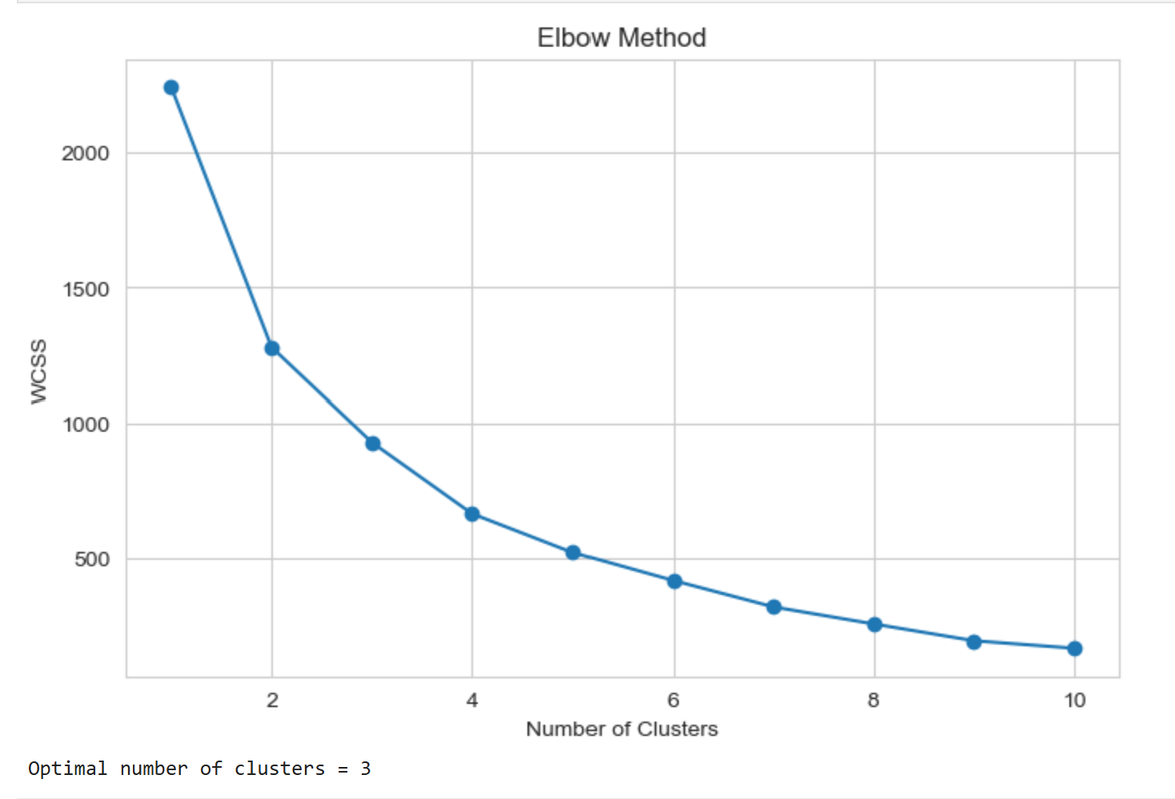 Elbow Method
2000
1500
1000
500
WCSS
2 4 6 8 10
Number of Clusters
Optimal number of clusters = 3